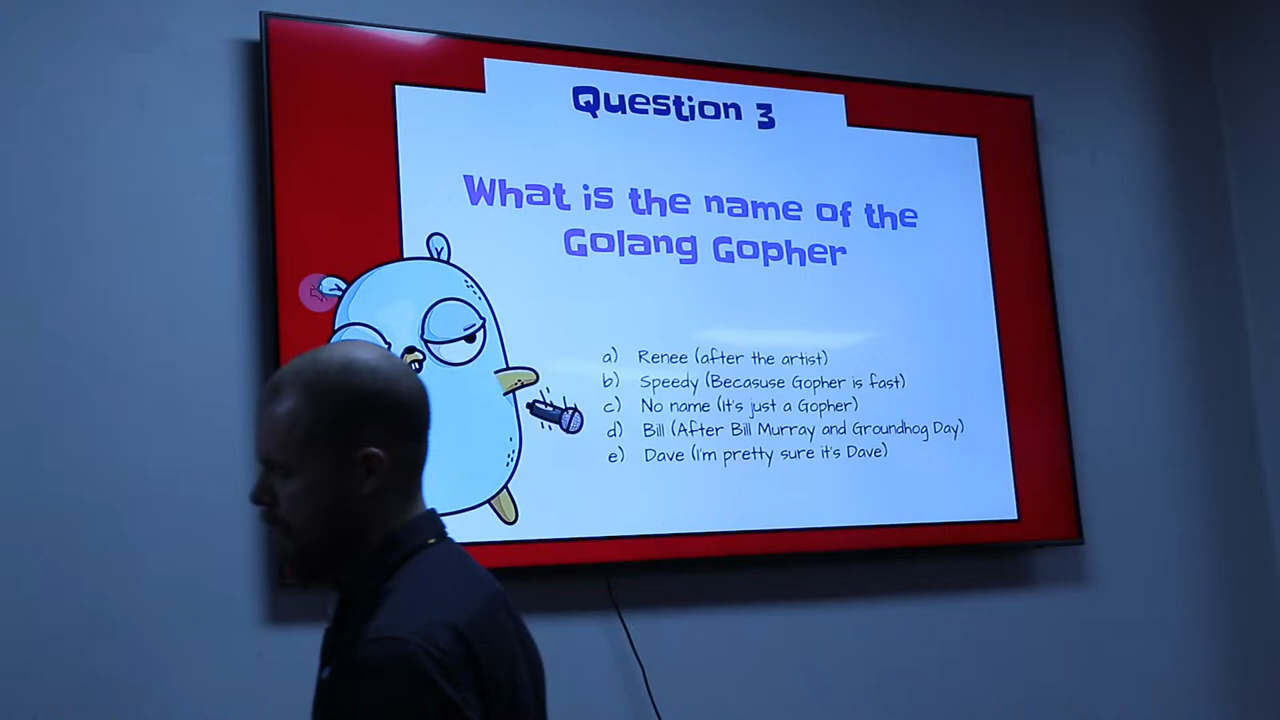 Question 3
What is the name of the
Golang Gopher
a) Renee (after the artist)
b) Speedy (Becasuse Gopher is fast)
c) No name (It's just a Gopher)
d) Bill (After Bill Murray and Groundhog Day)
e) Dave (I'm pretty sure it's Dave)